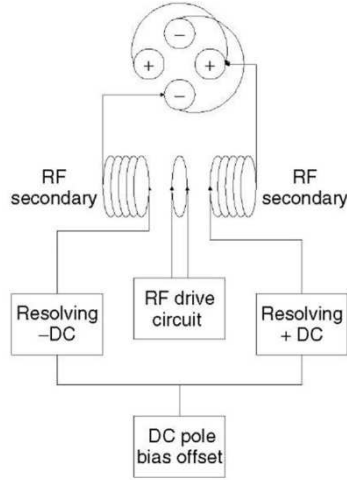 −
+ +
−
RF
secondary
RF
secondary
RF drive
circuit
Resolving
−DC
Resolving
+ DC
DC pole
bias offset